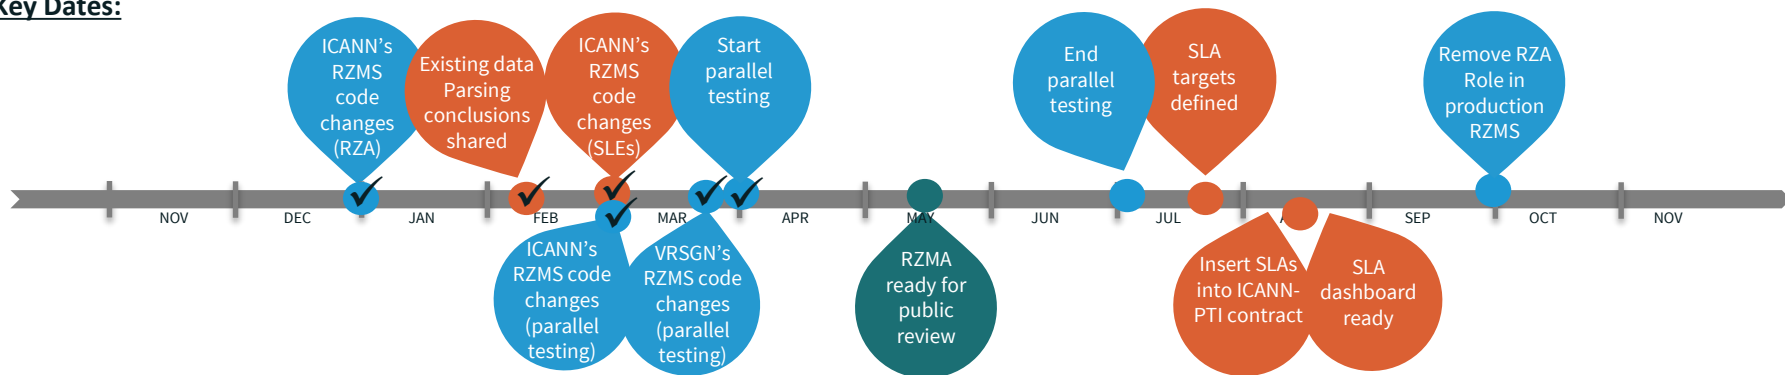 Key Dates:
ICANN's
RZMS
code
changes
(RZA)
Existing data
Parsing
conclusions
shared
ICANN's
RZMS
code
changes
(SLEs)
Start
parallel
testing
End
parallel
testing
SLA
targets
defined
Remove RZA
Role in
production
RZMS
NOV DEC JAN FEB MAR APR MAY JUN JUL SEP OCT NOV
ICANN's
RZMS code
changes
(parallel
testing)
VRSGN's
RZMS code
changes
(parallel
testing)
RZMA
ready for
public
review
Insert SLAs
into ICANN-
PTI contract
SLA
dashboard
ready